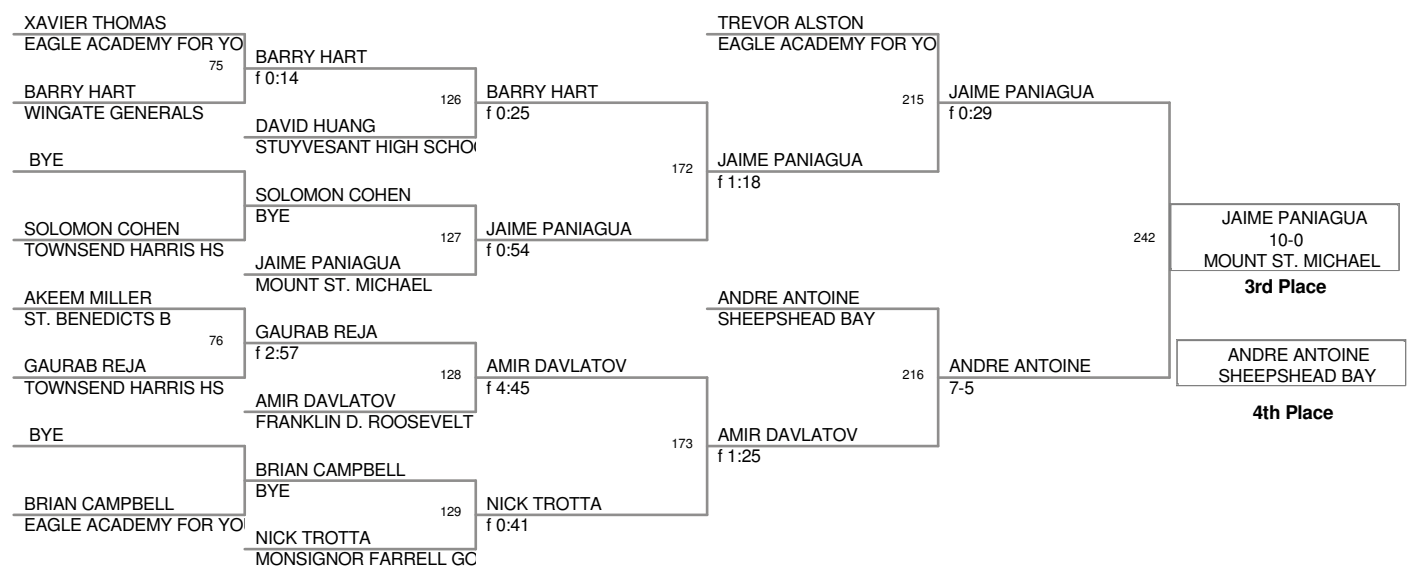 XAVIER THOMAS
EAGLE ACADEMY FOR YO
75
BARRY HART
WINGATE GENERALS
BYE
SOLOMON COHEN
TOWNSEND HARRIS HS
AKEEM MILLER
ST. BENEDICTS B
76
GAURAB REJA
TOWNSEND HARRIS HS
BYE
BRIAN CAMPBELL
EAGLE ACADEMY FOR YO
BARRY HART
f 0:14
126
DAVID HUANG
STUYVESANT HIGH SCHO
SOLOMON COHEN
BYE
127
JAIME PANIAGUA
MOUNT ST. MICHAEL
GAURAB REJA
f 2:57
128
AMIR DAVLATOV
FRANKLIN D. ROOSEVELT
BRIAN CAMPBELL
BYE
129
NICK TROTTA
MONSIGNOR FARRELL GC
BARRY HART
f 0:25
172
JAIME PANIAGUA
f 0:54
AMIR DAVLATOV
f 4:45
173
NICK TROTTA
f 0:41
TREVOR ALSTON
EAGLE ACADEMY FOR YO
215
JAIME PANIAGUA
f 1:18
ANDRE ANTOINE
SHEEPSHEAD BAY
216
AMIR DAVLATOV
f 1:25
JAIME PANIAGUA
f 0:29
242
ANDRE ANTOINE
7-5
JAIME PANIAGUA
10-0
MOUNT ST. MICHAEL
3rd Place
ANDRE ANTOINE
SHEEPSHEAD BAY
4th Place